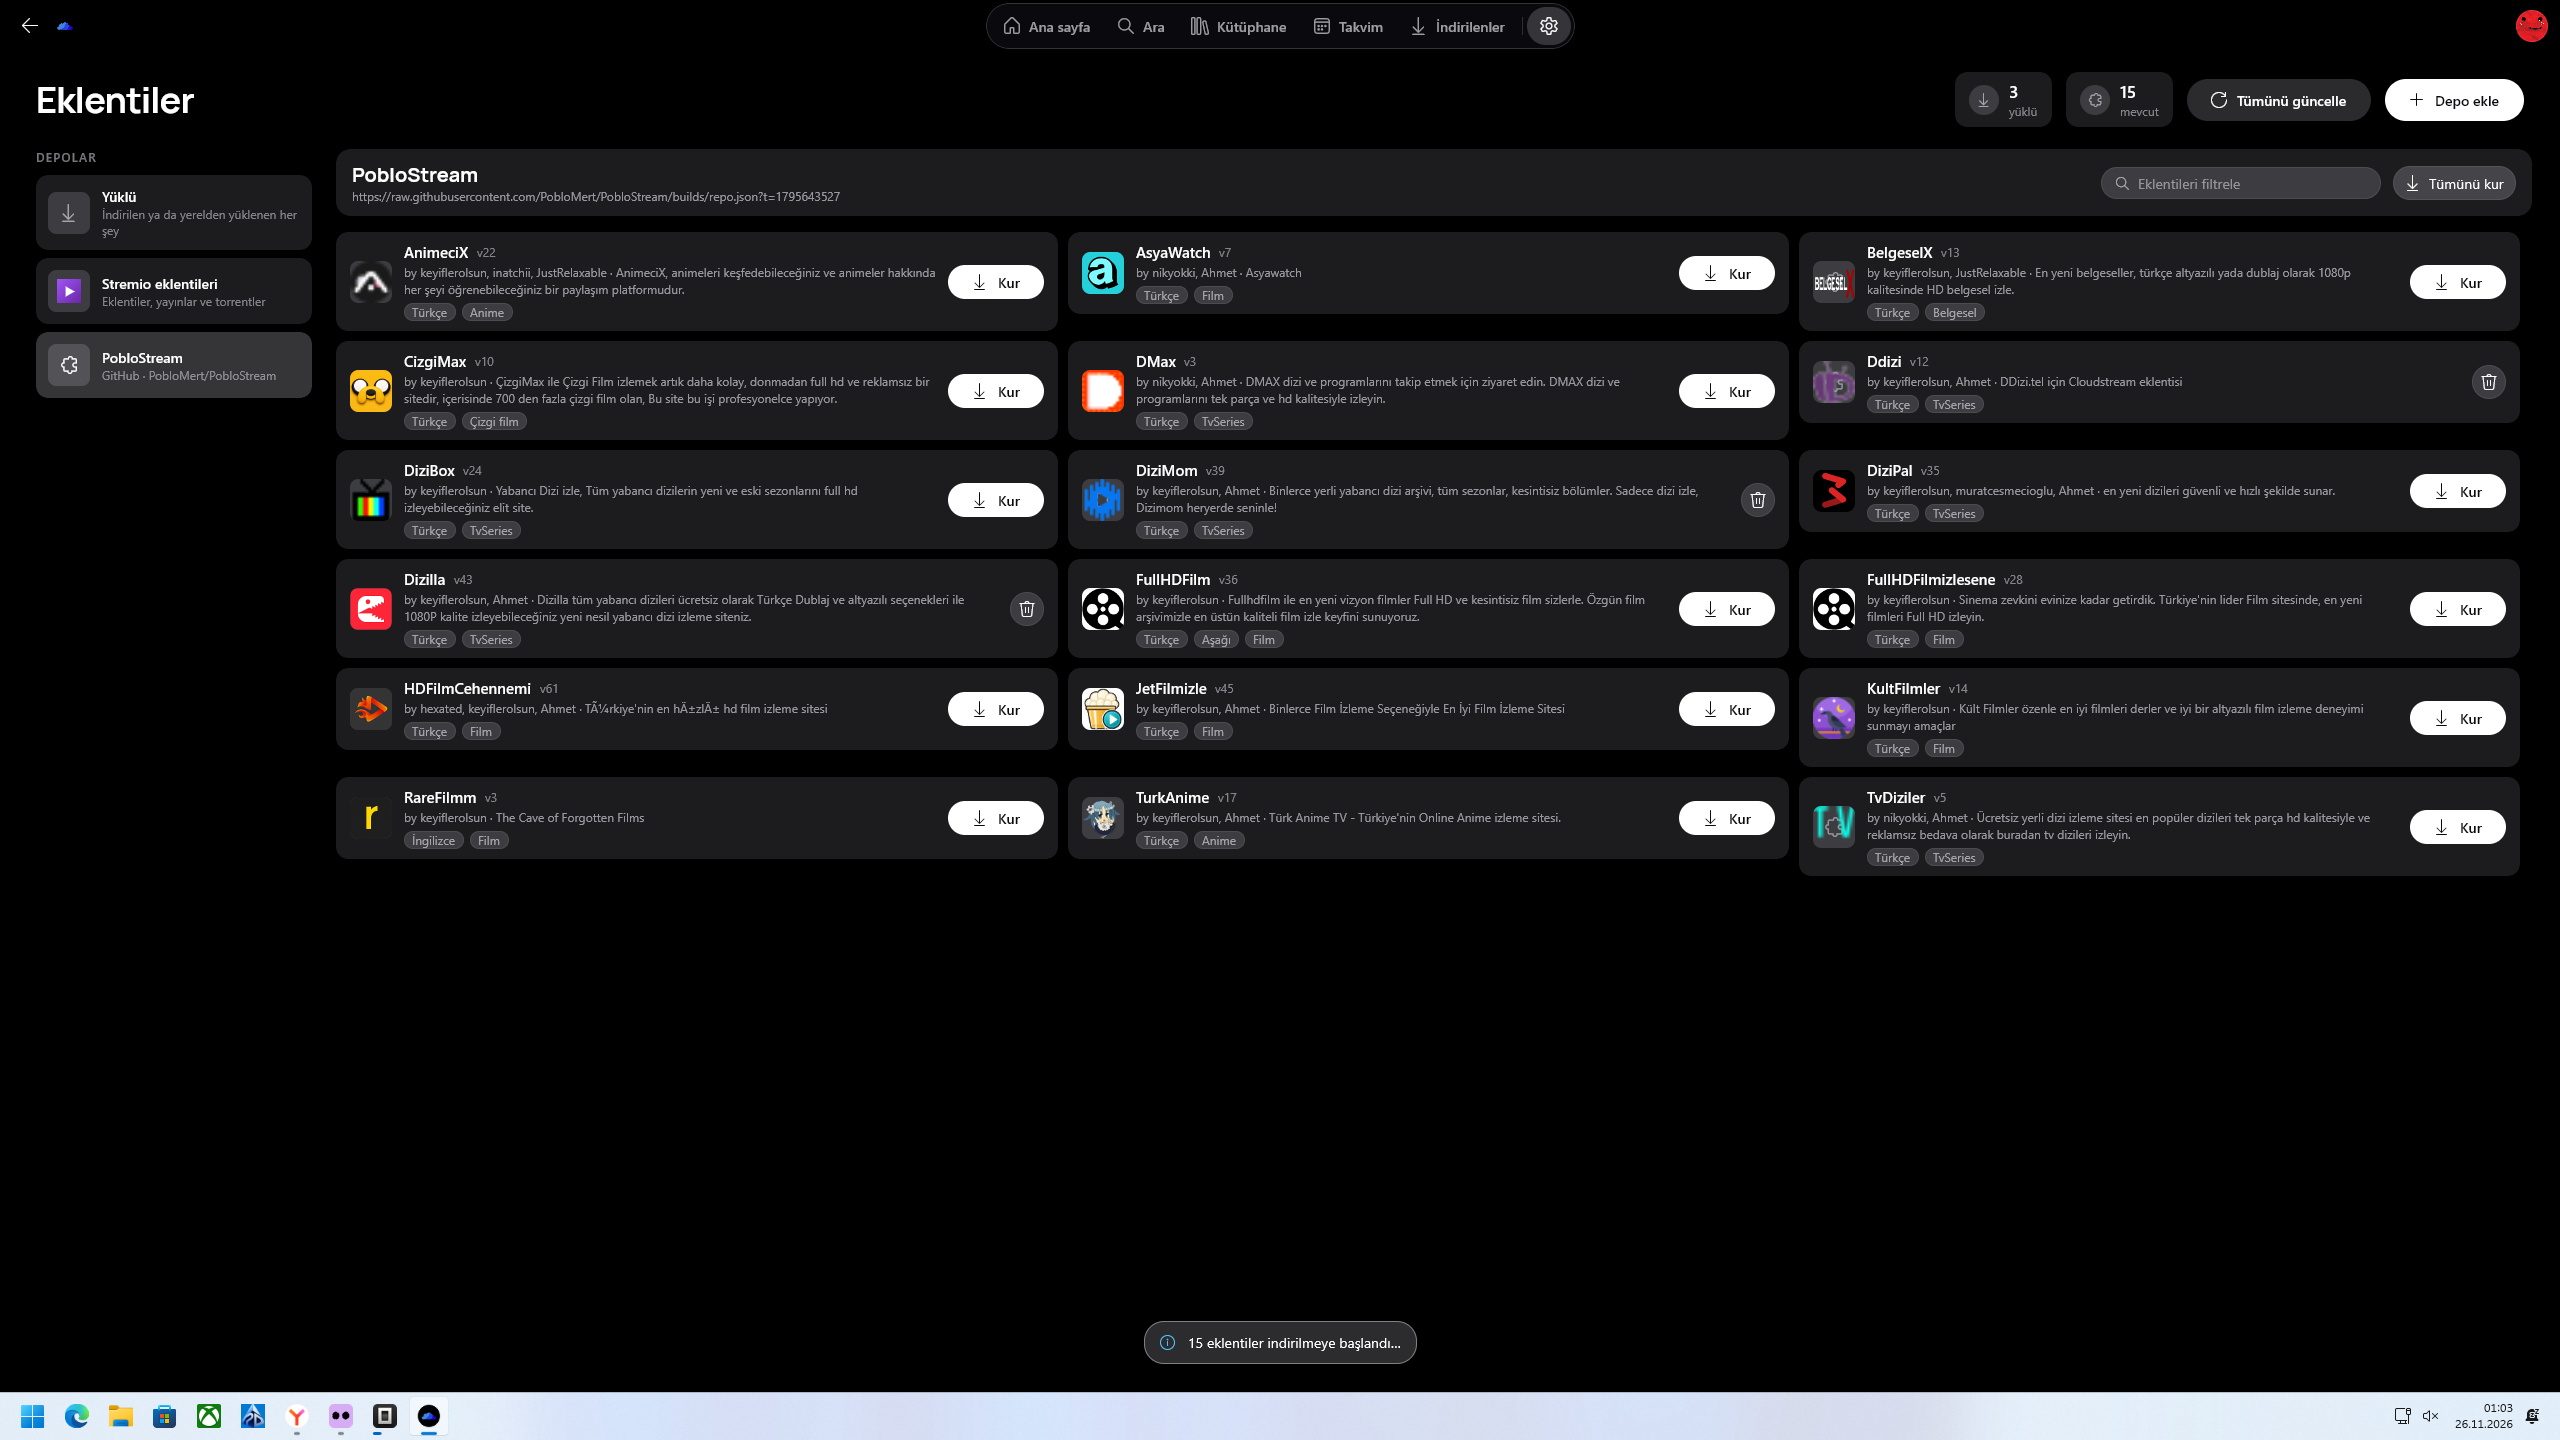 Ana sayfa
Ara
Kütüphane
Takvim
İndirilenler
Eklentiler
3
yüklü
15
mevcut
Tümünü güncelle
Depo ekle
DEPOLAR
Yüklü
İndirilen ya da yerelden yüklenen her
şey
Stremio eklentileri
Eklentiler, yayınlar ve torrentler
PobloStream
GitHub · PobloMert/PobloStream
PobloStream
https://raw.githubusercontent.com/PobloMert/PobloStream/builds/repo.json?t=1795643527
Eklentileri filtrele
Tümünü kur
AnimeciX v22
by keyiflerolsun, inatchii, JustRelaxable · AnimeciX, animeleri keşfedebileceğiniz ve animeler hakkında
her şeyi öğrenebileceğiniz bir paylaşım platformudur.
Türkçe Anime
Kur
AsyaWatch v7
by nikyokki, Ahmet · Asyawatch
Türkçe Film
Kur
BELGESEL
BelgeselX v13
by keyiflerolsun, JustRelaxable · En yeni belgeseller, türkçe altyazılı yada dublaj olarak 1080p
kalitesinde HD belgesel izle.
Türkçe Belgesel
Kur
CizgiMax v10
by keyiflerolsun · ÇizgiMax ile Çizgi Film izlemek artık daha kolay, donmadan full hd ve reklamsız bir
sitedir, içerisinde 700 den fazla çizgi film olan, Bu site bu işi profesyonelce yapıyor.
Türkçe Çizgi film
Kur
DMax v3
by nikyokki, Ahmet · DMAX dizi ve programlarını takip etmek için ziyaret edin. DMAX dizi ve
programlarını tek parça ve hd kalitesiyle izleyin.
Türkçe TvSeries
Kur
Ddizi v12
by keyiflerolsun, Ahmet · DDizi.tel için Cloudstream eklentisi
Türkçe TvSeries
DiziBox v24
by keyiflerolsun · Yabancı Dizi izle, Tüm yabancı dizilerin yeni ve eski sezonlarını full hd
izleyebileceğiniz elit site.
Türkçe TvSeries
Kur
DiziMom v39
by keyiflerolsun, Ahmet · Binlerce yerli yabancı dizi arşivi, tüm sezonlar, kesintisiz bölümler. Sadece dizi izle,
Dizimom heryerde seninle!
Türkçe TvSeries
DiziPal v35
by keyiflerolsun, muratcesmecioglu, Ahmet · en yeni dizileri güvenli ve hızlı şekilde sunar.
Türkçe TvSeries
Kur
Dizilla v43
by keyiflerolsun, Ahmet · Dizilla tüm yabancı dizileri ücretsiz olarak Türkçe Dublaj ve altyazılı seçenekleri ile
1080P kalite izleyebileceğiniz yeni nesil yabancı dizi izleme siteniz.
Türkçe TvSeries
FullHDFilm v36
by keyiflerolsun · Fullhdfilm ile en yeni vizyon filmler Full HD ve kesintisiz film sizlerle. Özgün film
arşivimizle en üstün kaliteli film izle keyfini sunuyoruz.
Türkçe Aşağı Film
Kur
FullHDFilmizlesene v28
by keyiflerolsun · Sinema zevkini evinize kadar getirdik. Türkiye'nin lider Film sitesinde, en yeni
filmleri Full HD izleyin.
Türkçe Film
Kur
HDFilmCehennemi v61
by hexated, keyiflerolsun, Ahmet · TÃ¼rkiye'nin en hÄ±zlÄ± hd film izleme sitesi
Türkçe Film
Kur
JetFilmizle v45
by keyiflerolsun, Ahmet · Binlerce Film İzleme Seçeneğiyle En İyi Film İzleme Sitesi
Türkçe Film
Kur
KultFilmler v14
by keyiflerolsun · Kült Filmler özenle en iyi filmleri derler ve iyi bir altyazılı film izleme deneyimi
sunmayı amaçlar
Türkçe Film
Kur
r
RareFilmm v3
by keyiflerolsun · The Cave of Forgotten Films
İngilizce Film
Kur
TurkAnime v17
by keyiflerolsun, Ahmet · Türk Anime TV - Türkiye'nin Online Anime izleme sitesi.
Türkçe Anime
Kur
TvDiziler v5
by nikyokki, Ahmet · Ücretsiz yerli dizi izleme sitesi en popüler dizileri tek parça hd kalitesiyle ve
reklamsız bedava olarak buradan tv dizileri izleyin.
Türkçe TvSeries
Kur
15 eklentiler indirilmeye başlandı...
01:03
26.11.2026